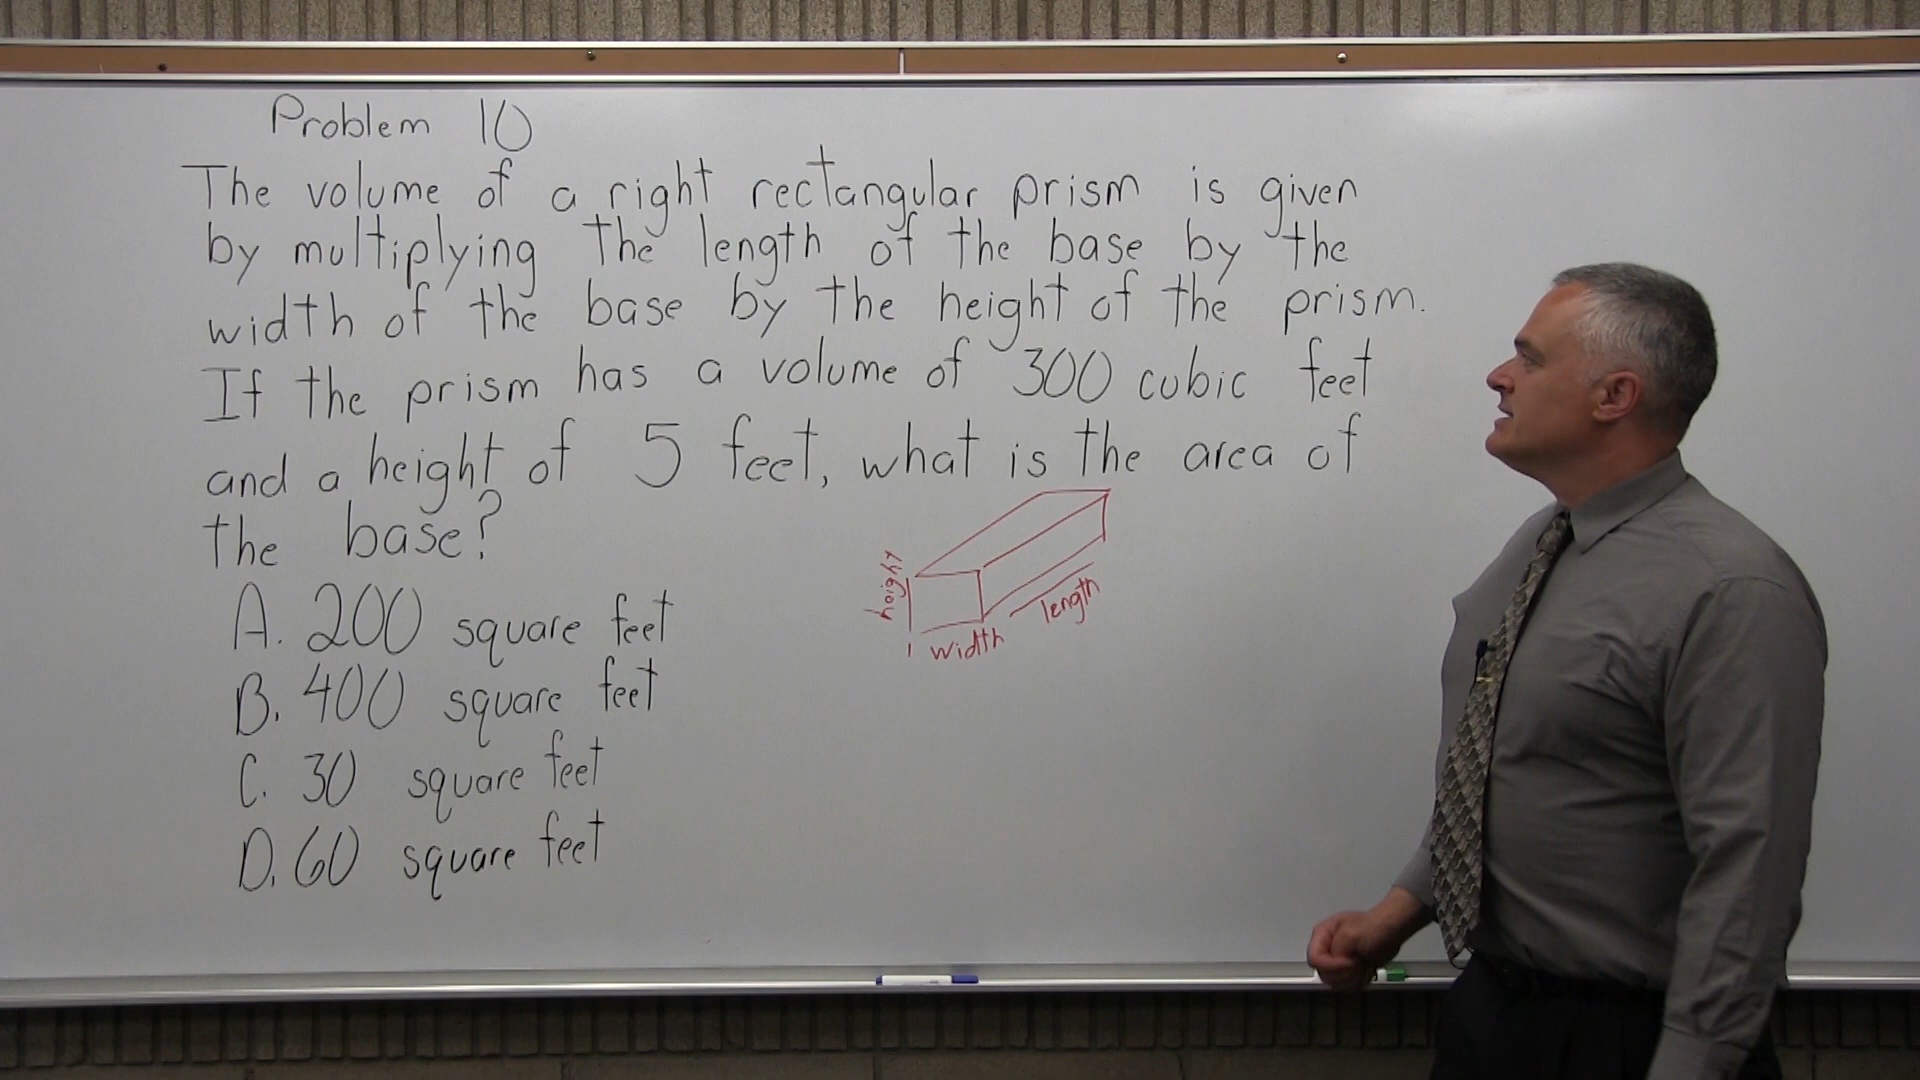 Problem 10
The volume of a right rectangular prism is given
by multiplying the length of the base by the
width of the base by the height of the prism.
If the prism has a volume of 300 cubic feet
and a height of 5 feet, what is the area of
the base?
A. 200 square feet
B. 400 square feet
C. 30 square feet
D. 60 square feet
height
width
length